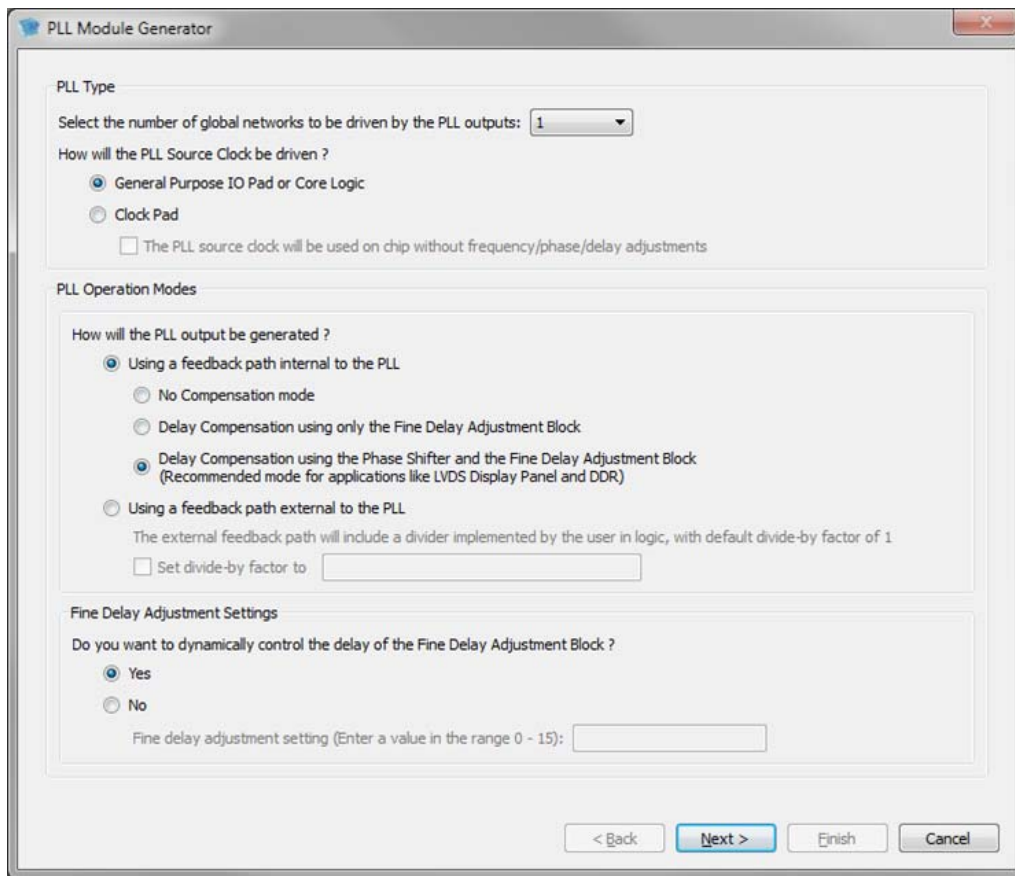 PLL Module Generator
PLL Type
Select the number of global networks to be driven by the PLL outputs: 1
How will the PLL Source Clock be driven ?
General Purpose IO Pad or Core Logic
Clock Pad
The PLL source clock will be used on chip without frequency/phase/delay adjustments
PLL Operation Modes
How will the PLL output be generated ?
Using a feedback path internal to the PLL
No Compensation mode
Delay Compensation using only the Fine Delay Adjustment Block
Delay Compensation using the Phase Shifter and the Fine Delay Adjustment Block
(Recommended mode for applications like LVDS Display Panel and DDR)
Using a feedback path external to the PLL
The external feedback path will include a divider implemented by the user in logic, with default divide-by factor of 1
Set divide-by factor to
Fine Delay Adjustment Settings
Do you want to dynamically control the delay of the Fine Delay Adjustment Block ?
Yes
No
Fine delay adjustment setting (Enter a value in the range 0 - 15):
< Back Next > Finish Cancel